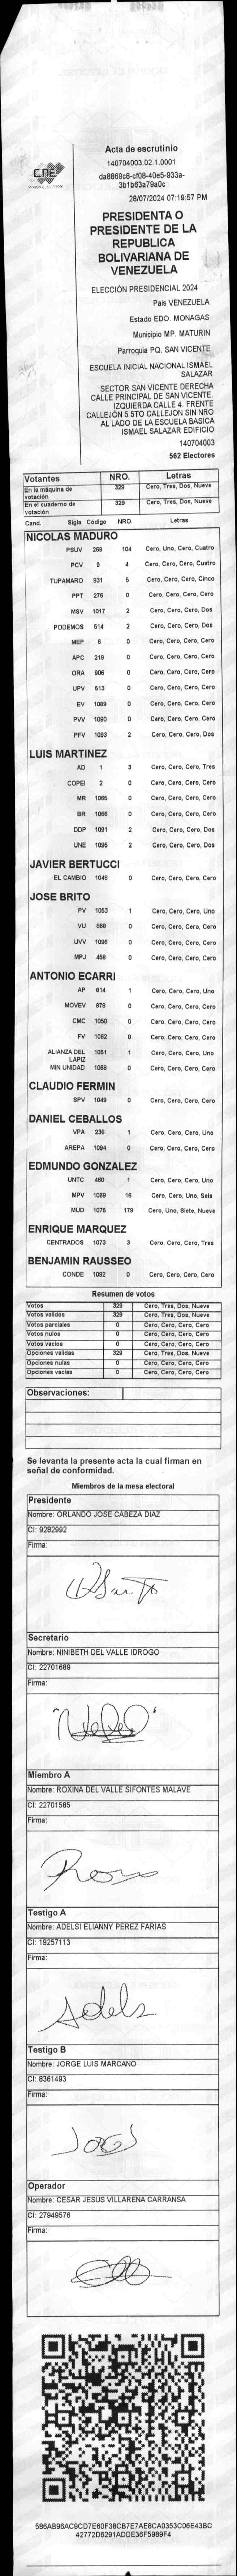 CNE
Acta de escrutinio
140704003.02.1.0001
da8869c8-cf08-40e5-933a-
3b1b63a79a0c
28/07/2024 07:19:57 PM
PRESIDENTA O
PRESIDENTE DE LA
REPUBLICA
BOLIVARIANA DE
VENEZUELA
ELECCIÓN PRESIDENCIAL 2024
País VENEZUELA
Estado EDO. MONAGAS
Municipio MP. MATURIN
Parroquia PQ. SAN VICENTE
ESCUELA INICIAL NACIONAL ISMAEL
SALAZAR
SECTOR SAN VICENTE DERECHA
CALLE PRINCIPAL DE SAN VICENTE.
IZQUIERDA CALLE 4. FRENTE
CALLEJÓN 5 STO CALLEJON SIN NRO
AL LADO DE LA ESCUELA BASICA
ISMAEL SALAZAR EDIFICIO
140704003
562 Electores
Votantes NRO. Letras
En la máquina de votación 329 Cero, Tres, Dos, Nueve
En el cuaderno de votación 329 Cero, Tres, Dos, Nueve
Cand. Sigla Código NRO. Letras
NICOLAS MADURO
PSUV 269 104 Cero, Uno, Cero, Cuatro
PCV 9 4 Cero, Cero, Cero, Cuatro
TUPAMARO 931 5 Cero, Cero, Cero, Cinco
PPT 276 0 Cero, Cero, Cero, Cero
MSV 1017 2 Cero, Cero, Cero, Dos
PODEMOS 514 2 Cero, Cero, Cero, Dos
MEP 6 0 Cero, Cero, Cero, Cero
APC 219 0 Cero, Cero, Cero, Cero
ORA 906 0 Cero, Cero, Cero, Cero
UPV 613 0 Cero, Cero, Cero, Cero
EV 1089 0 Cero, Cero, Cero, Cero
PVV 1090 0 Cero, Cero, Cero, Cero
PFV 1093 2 Cero, Cero, Cero, Dos
LUIS MARTINEZ
AD 1 3 Cero, Cero, Cero, Tres
COPEI 2 0 Cero, Cero, Cero, Cero
MR 1065 0 Cero, Cero, Cero, Cero
BR 1066 0 Cero, Cero, Cero, Cero
DDP 1091 2 Cero, Cero, Cero, Dos
UNE 1095 2 Cero, Cero, Cero, Dos
JAVIER BERTUCCI
EL CAMBIO 1048 0 Cero, Cero, Cero, Cero
JOSE BRITO
PV 1053 1 Cero, Cero, Cero, Uno
VU 868 0 Cero, Cero, Cero, Cero
UVV 1096 0 Cero, Cero, Cero, Cero
MPJ 458 0 Cero, Cero, Cero, Cero
ANTONIO ECARRI
AP 814 1 Cero, Cero, Cero, Uno
MOVEV 978 0 Cero, Cero, Cero, Cero
CMC 1050 0 Cero, Cero, Cero, Cero
FV 1062 0 Cero, Cero, Cero, Cero
ALIANZA DEL LAPIZ 1051 1 Cero, Cero, Cero, Uno
MIN UNIDAD 1068 0 Cero, Cero, Cero, Cero
CLAUDIO FERMIN
SPV 1049 0 Cero, Cero, Cero, Cero
DANIEL CEBALLOS
VPA 236 1 Cero, Cero, Cero, Uno
AREPA 1094 0 Cero, Cero, Cero, Cero
EDMUNDO GONZALEZ
UNTC 460 1 Cero, Cero, Cero, Uno
MPV 1069 16 Cero, Cero, Uno, Seis
MUD 1075 179 Cero, Uno, Siete, Nueve
ENRIQUE MARQUEZ
CENTRADOS 1073 3 Cero, Cero, Cero, Tres
BENJAMIN RAUSSEO
CONDE 1092 0 Cero, Cero, Cero, Cero
Resumen de votos
Votos 329 Cero, Tres, Dos, Nueve
Votos validos 329 Cero, Tres, Dos, Nueve
Votos parciales 0 Cero, Cero, Cero, Cero
Votos nulos 0 Cero, Cero, Cero, Cero
Votos vacíos 0 Cero, Cero, Cero, Cero
Opciones validas 329 Cero, Tres, Dos, Nueve
Opciones nulas 0 Cero, Cero, Cero, Cero
Opciones vacías 0 Cero, Cero, Cero, Cero
Observaciones:
Se levanta la presente acta la cual firman en
señal de conformidad.
Miembros de la mesa electoral
Presidente
Nombre: ORLANDO JOSE CABEZA DIAZ
CI: 9282992
Firma:
Secretario
Nombre: NINIBETH DEL VALLE IDROGO
CI: 22701689
Firma:
Miembro A
Nombre: ROXINA DEL VALLE SIFONTES MALAVE
CI: 22701585
Firma:
Testigo A
Nombre: ADELSI ELIANNY PEREZ FARIAS
CI: 19257113
Firma:
Adels
Testigo B
Nombre: JORGE LUIS MARCANO
CI: 8361493
Firma:
Operador
Nombre: CESAR JESUS VILLARENA CARRANSA
CI: 27949576
Firma:
586AB96AC9CD7E60F38CB7E7AE8CA0353C06E43BC
42772D6291ADDE36F5989F4